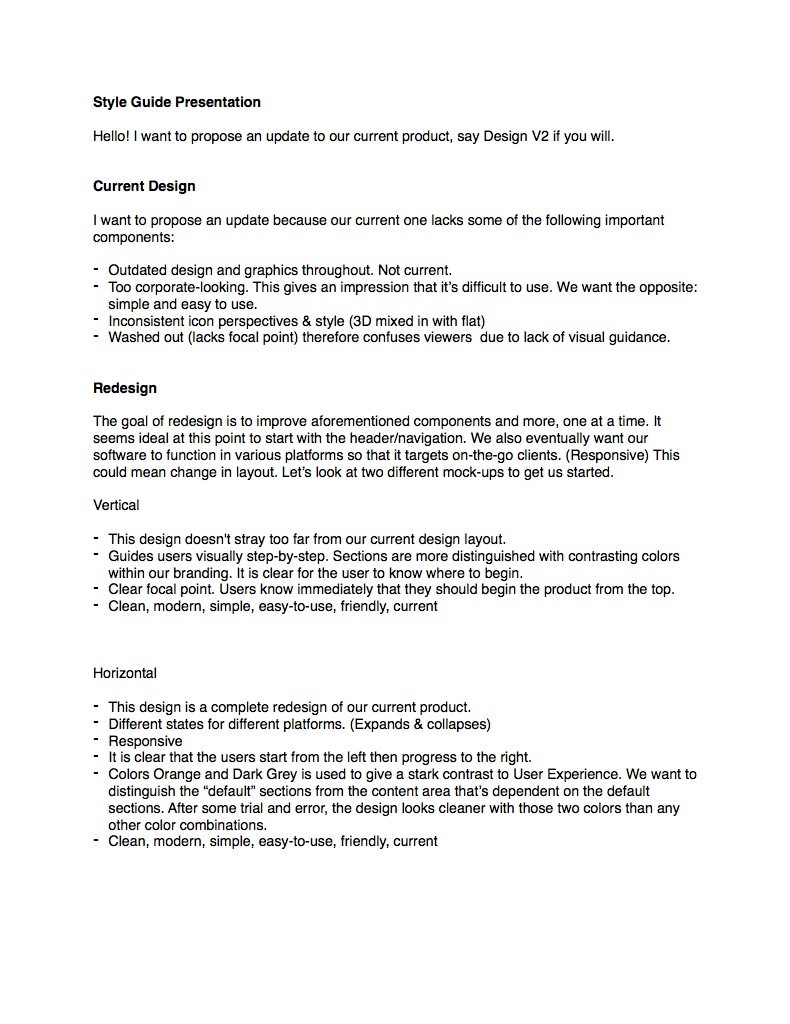 Style Guide Presentation
Hello! I want to propose an update to our current product, say Design V2 if you will.
Current Design
I want to propose an update because our current one lacks some of the following important
components:
- Outdated design and graphics throughout. Not current.
- Too corporate-looking. This gives an impression that it’s difficult to use. We want the opposite:
simple and easy to use.
- Inconsistent icon perspectives & style (3D mixed in with flat)
- Washed out (lacks focal point) therefore confuses viewers  due to lack of visual guidance.
Redesign
The goal of redesign is to improve aforementioned components and more, one at a time. It
seems ideal at this point to start with the header/navigation. We also eventually want our
software to function in various platforms so that it targets on-the-go clients. (Responsive) This
could mean change in layout. Let’s look at two different mock-ups to get us started.
Vertical
- This design doesn't stray too far from our current design layout.
- Guides users visually step-by-step. Sections are more distinguished with contrasting colors
within our branding. It is clear for the user to know where to begin.
- Clear focal point. Users know immediately that they should begin the product from the top.
- Clean, modern, simple, easy-to-use, friendly, current
Horizontal
- This design is a complete redesign of our current product.
- Different states for different platforms. (Expands & collapses)
- Responsive
- It is clear that the users start from the left then progress to the right.
- Colors Orange and Dark Grey is used to give a stark contrast to User Experience. We want to
distinguish the “default” sections from the content area that’s dependent on the default
sections. After some trial and error, the design looks cleaner with those two colors than any
other color combinations.
- Clean, modern, simple, easy-to-use, friendly, current